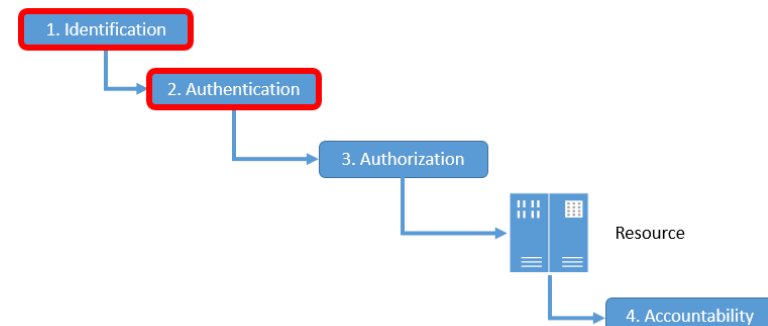 1. Identification
2. Authentication
3. Authorization
Resource
4. Accountability